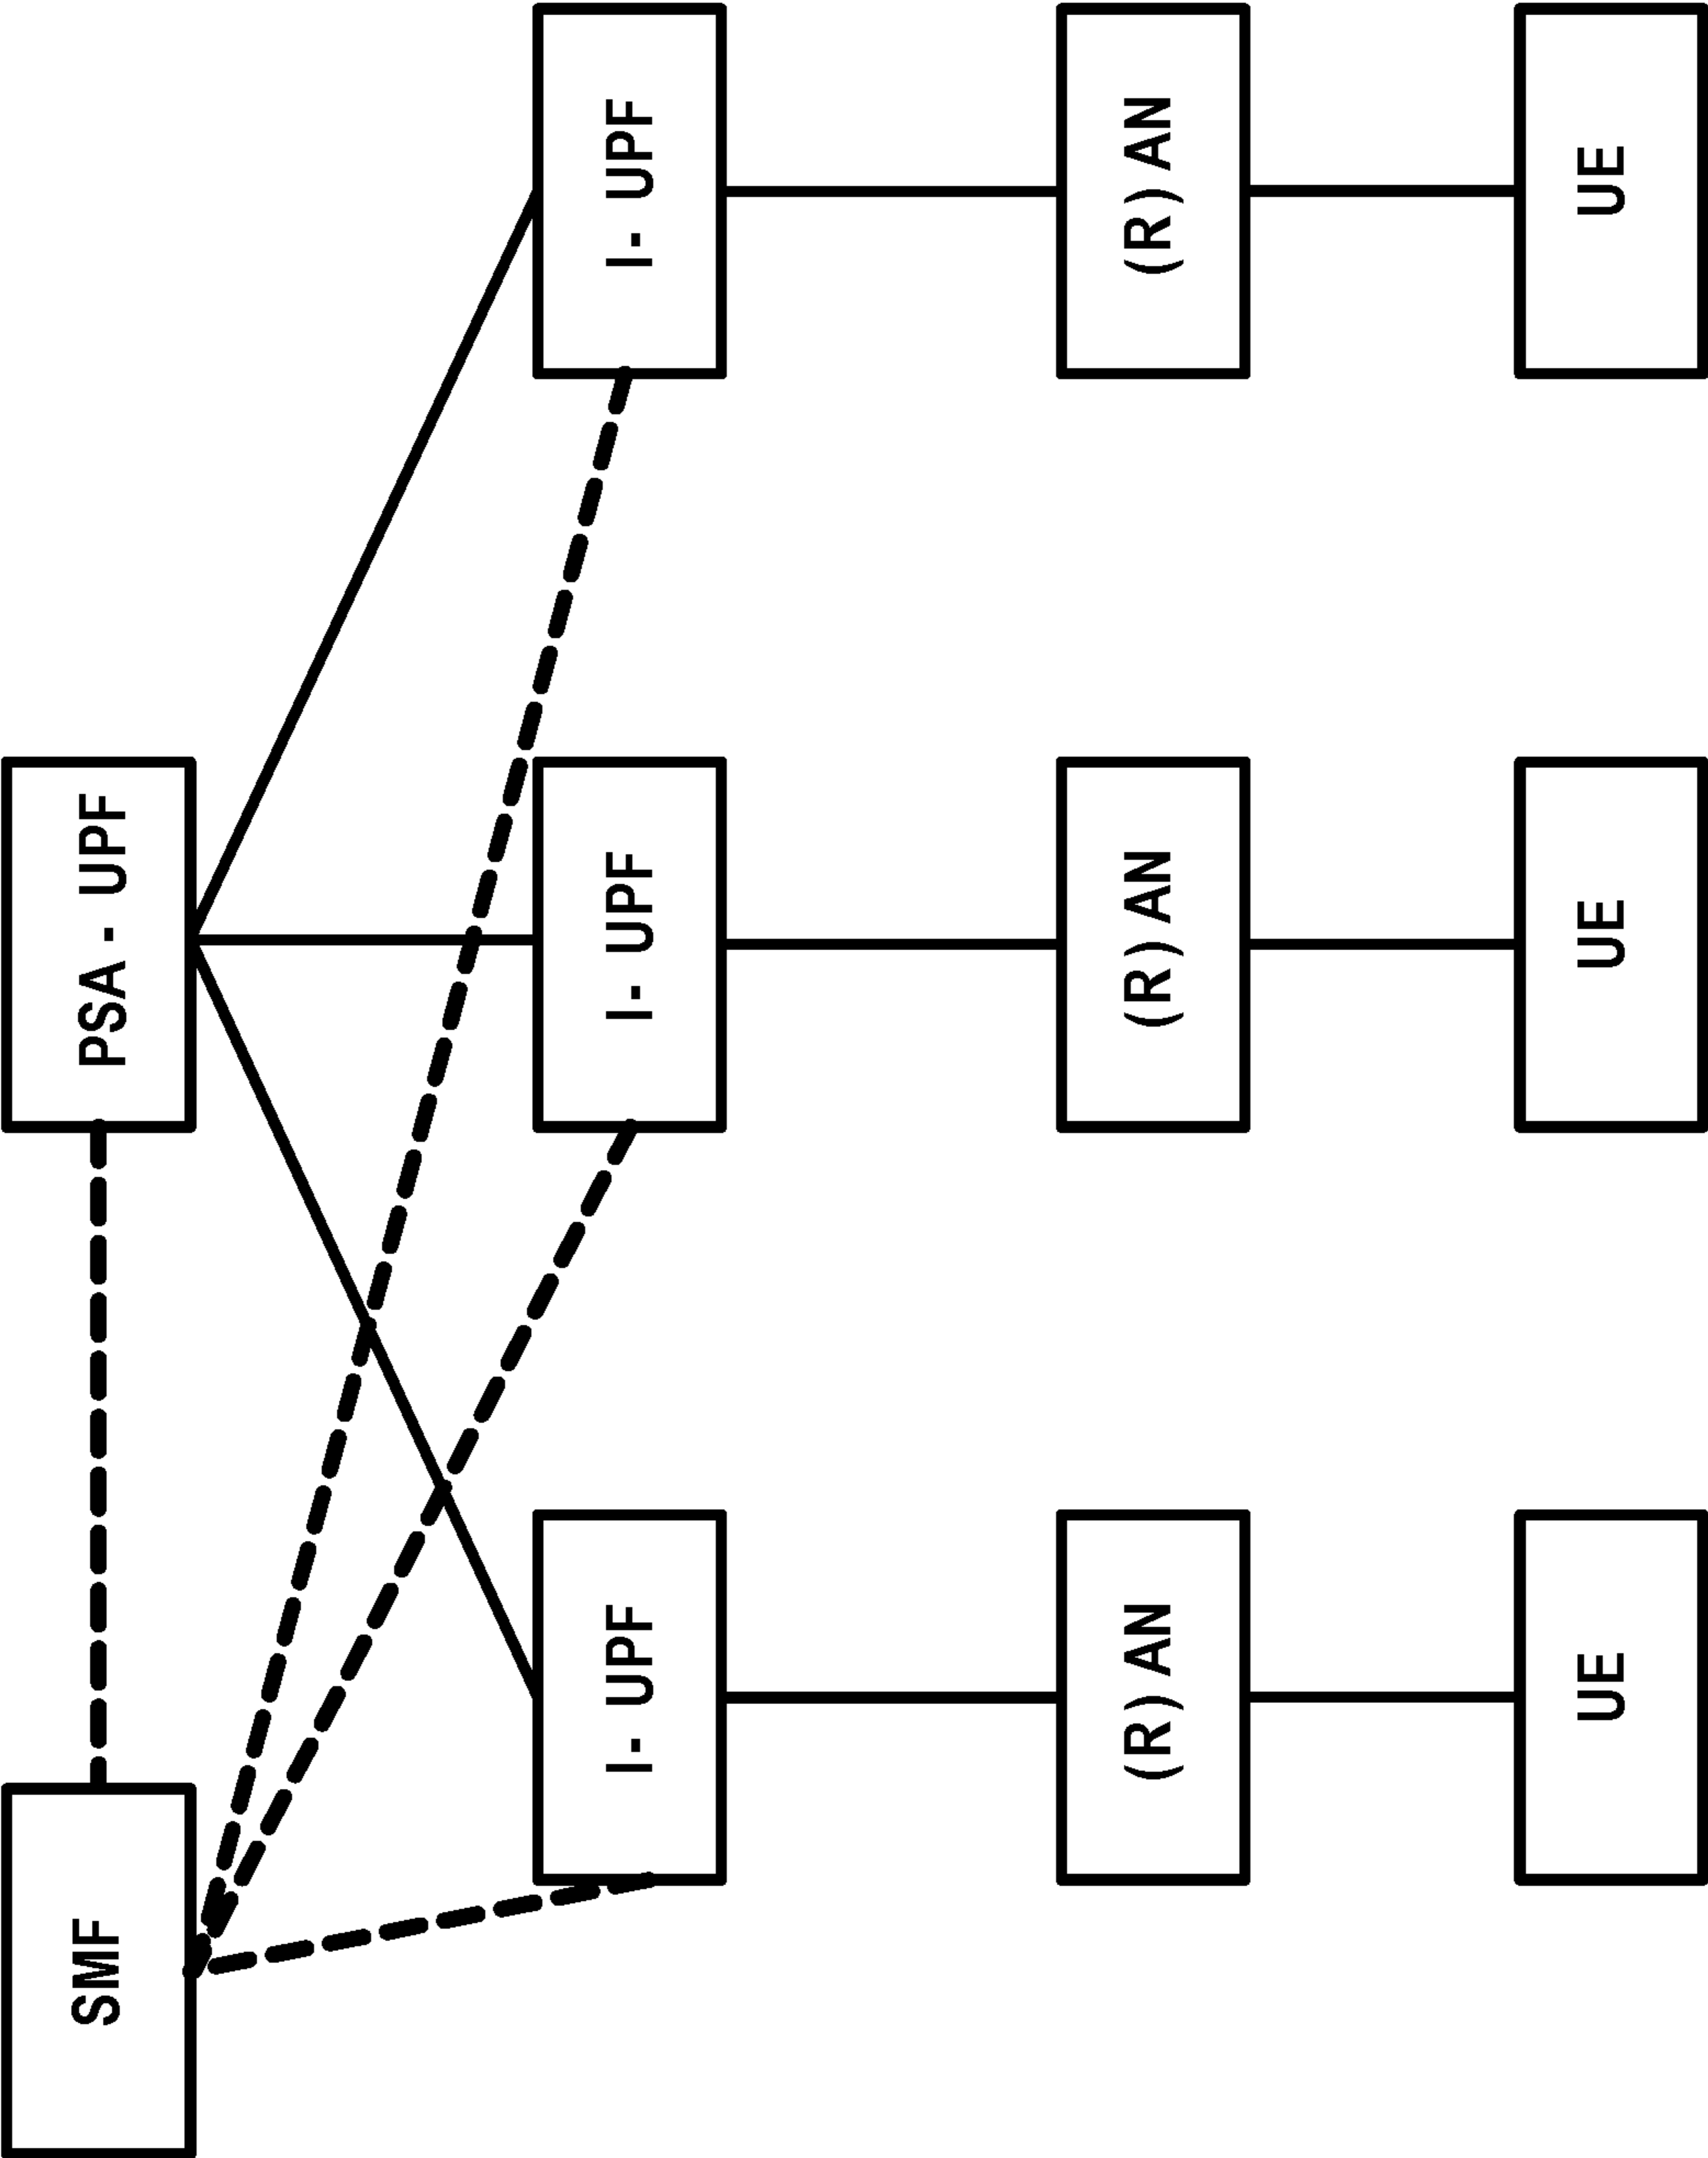 SMF
PSA - UPF
I- UPF
I- UPF
I- UPF
(R) AN
(R) AN
(R) AN
UE
UE
UE